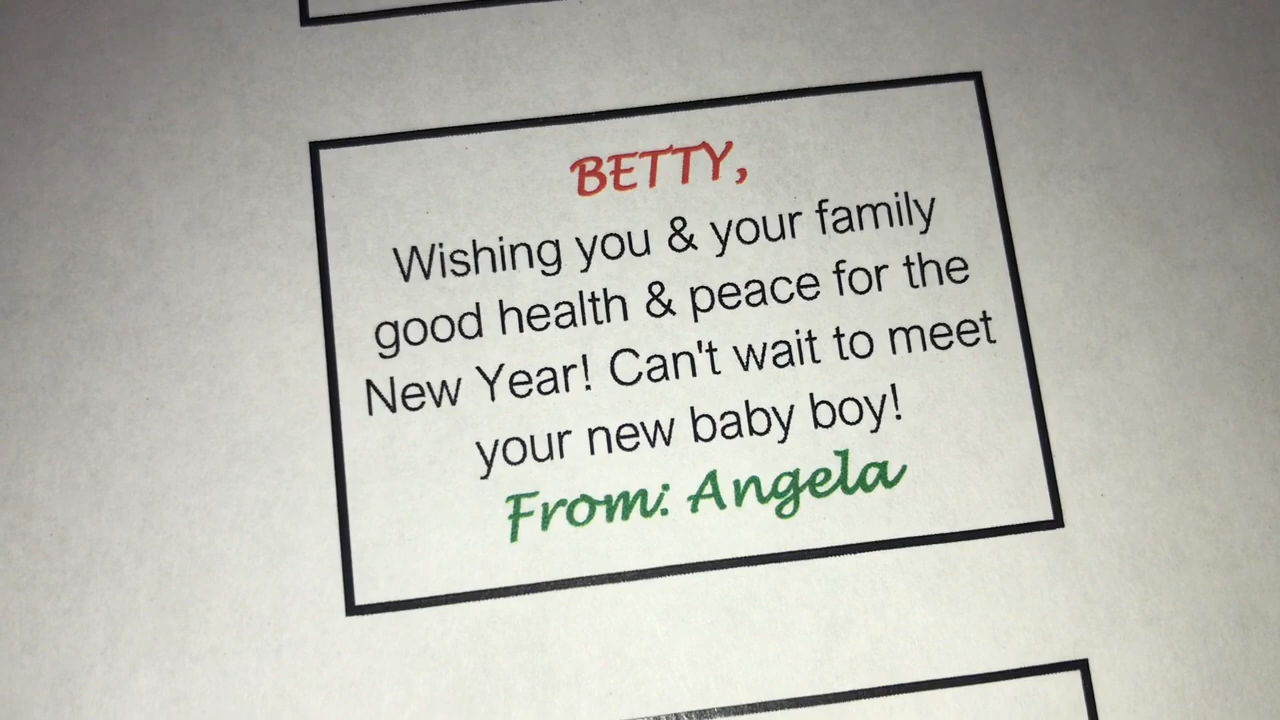 BETTY,
Wishing you & your family
good health & peace for the
New Year! Can't wait to meet
your new baby boy!
From: Angela